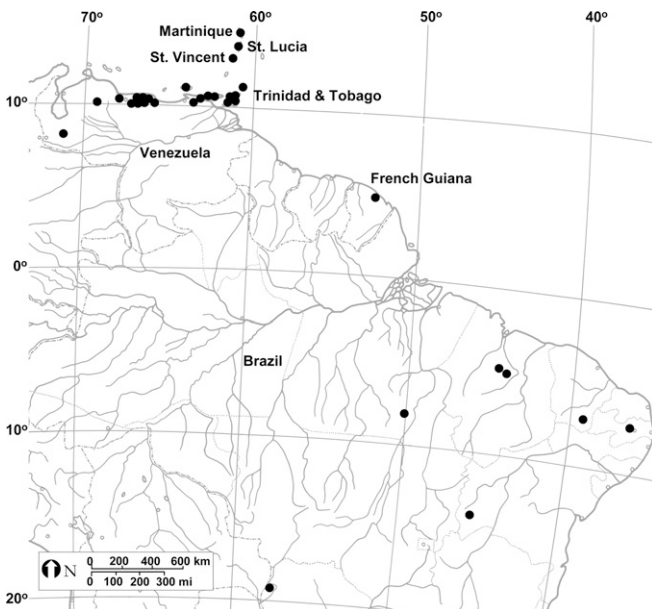 70º
60º
50º
40º
Martinique
St. Lucia
St. Vincent
10º
Trinidad & Tobago
Venezuela
French Guiana
0º
Brazil
10º
N
0 200 400 600 km
0 100 200 300 mi
20º